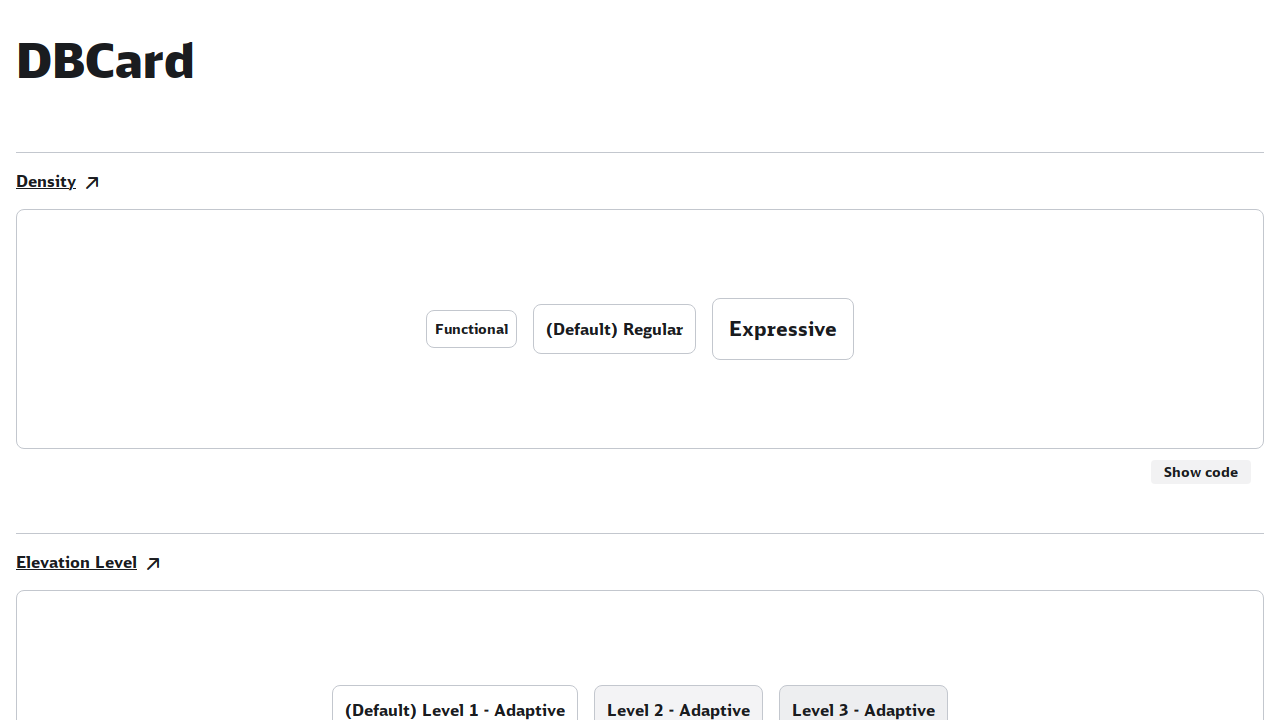 DBCard
Density
Functional
(Default) Regular
Expressive
Show code
Elevation Level
(Default) Level 1 - Adaptive
Level 2 - Adaptive
Level 3 - Adaptive